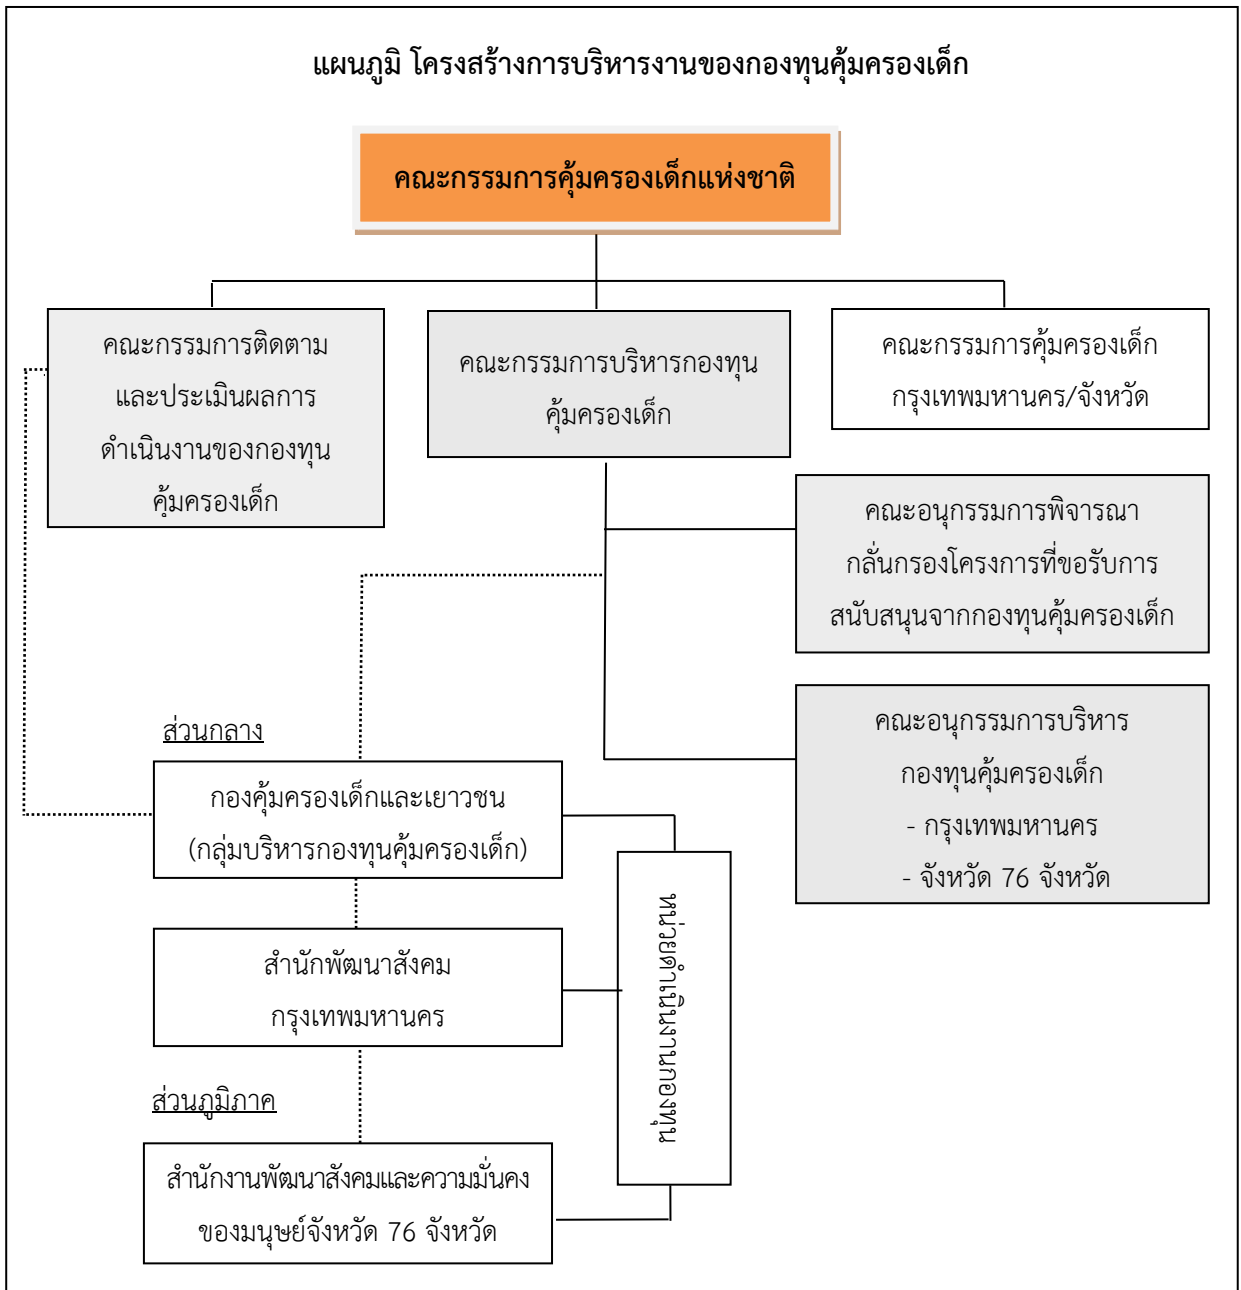 แผนภูมิ โครงสร้างการบริหารงานของกองทุนคุ้มครองเด็ก
คณะกรรมการคุ้มครองเด็กแห่งชาติ
คณะกรรมการติดตาม
และประเมินผลการ
ดำเนินงานของกองทุน
คุ้มครองเด็ก
คณะกรรมการบริหารกองทุน
คุ้มครองเด็ก
คณะกรรมการคุ้มครองเด็ก
กรุงเทพมหานคร/จังหวัด
คณะอนุกรรมการพิจารณา
กลั่นกรองโครงการที่ขอรับการ
สนับสนุนจากกองทุนคุ้มครองเด็ก
คณะอนุกรรมการบริหาร
กองทุนคุ้มครองเด็ก
- กรุงเทพมหานคร
- จังหวัด 76 จังหวัด
ส่วนกลาง
กองคุ้มครองเด็กและเยาวชน
(กลุ่มบริหารกองทุนคุ้มครองเด็ก)
สำนักพัฒนาสังคม
กรุงเทพมหานคร
หน่วยดำเนินงานกองทุน
ส่วนภูมิภาค
สำนักงานพัฒนาสังคมและความมั่นคง
ของมนุษย์จังหวัด 76 จังหวัด